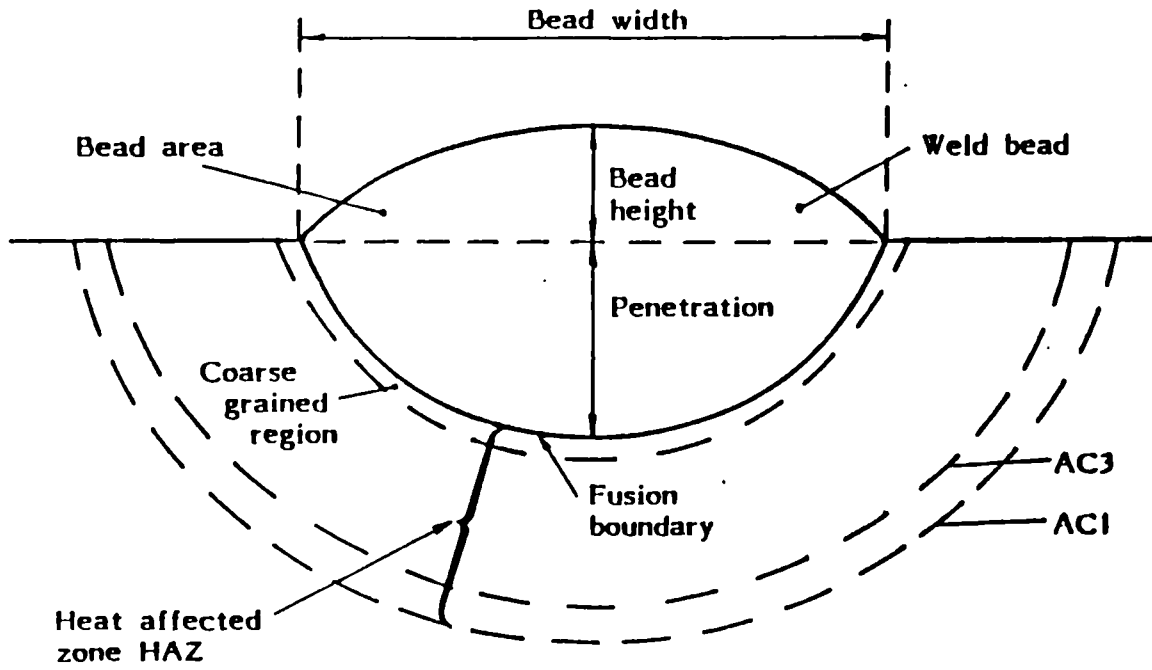 Bead width
Bead area
Weld bead
Bead
height
Penetration
Coarse
grained
region
AC3
Fusion
boundary
AC1
Heat affected
zone HAZ